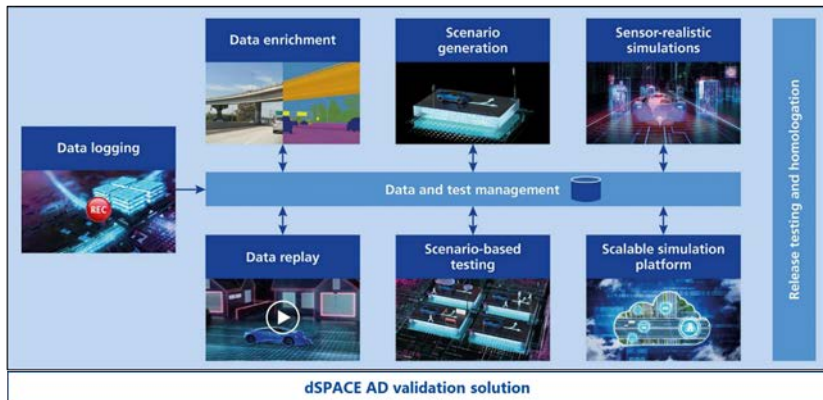 Data enrichment
Scenario
generation
Sensor-realistic
simulations
Data logging
REC
Data and test management
Data replay
Scenario-based
testing
Scalable simulation
platform
Release testing and homologation
dSPACE AD validation solution